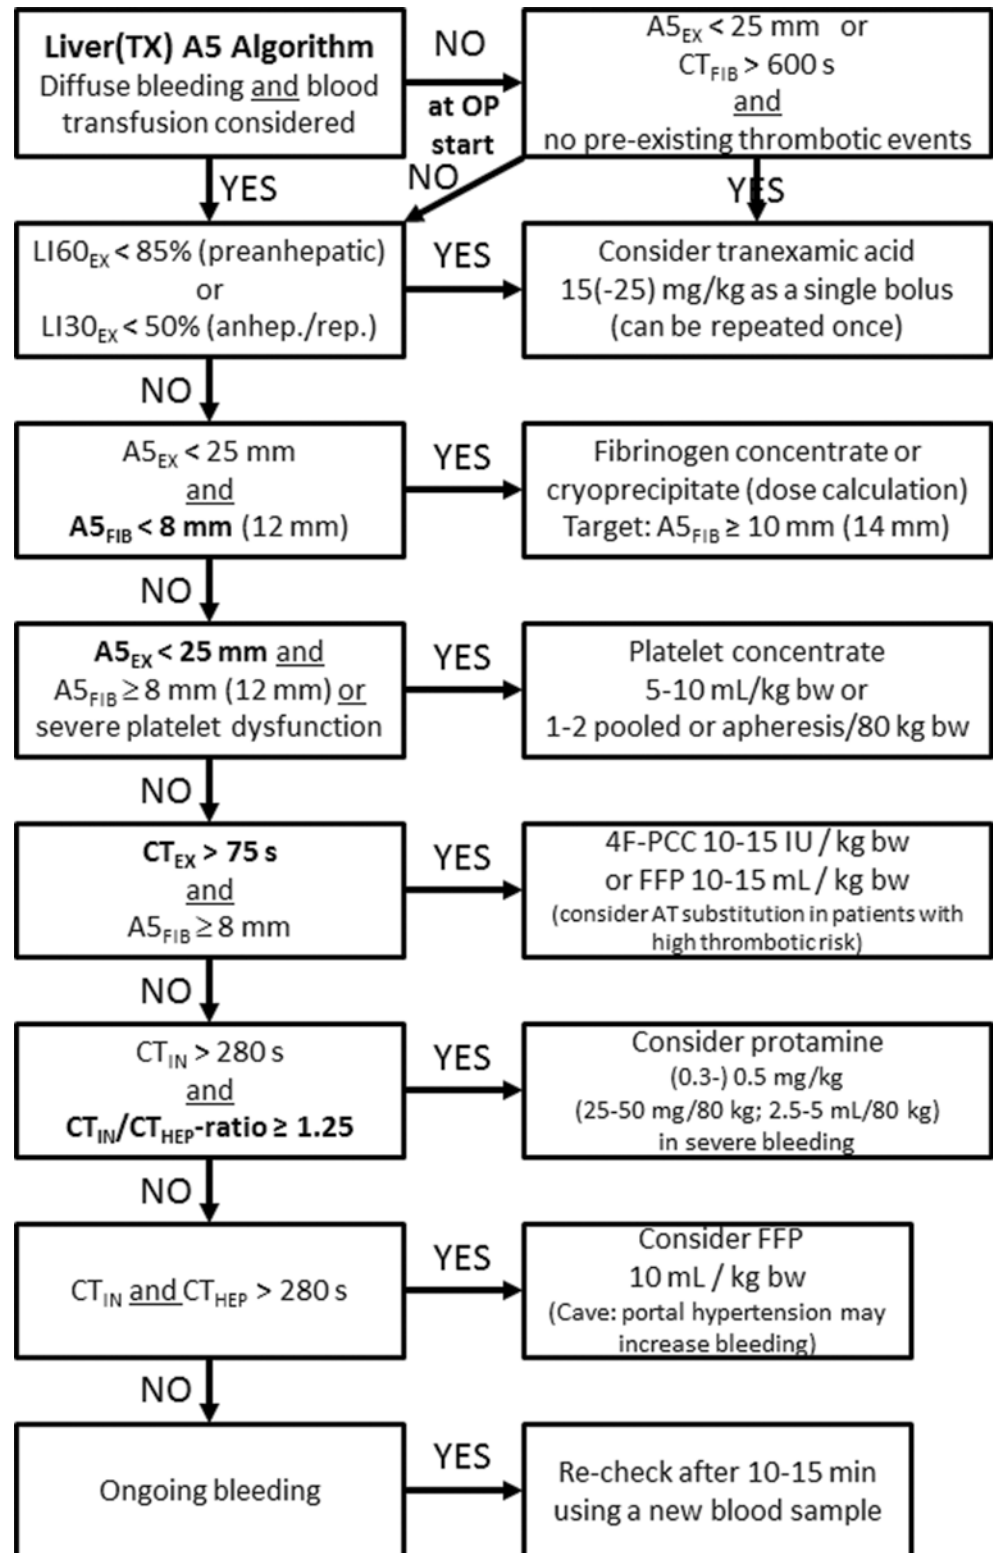 Liver(TX) A5 Algorithm
Diffuse bleeding and blood
transfusion considered
NO
at OP
start
A5EX < 25 mm or
CTFIB > 600 s
and
no pre-existing thrombotic events
YES
NO
YES
LI60EX < 85% (preanhepatic)
or
LI30EX < 50% (anhep./rep.)
YES
Consider tranexamic acid
15(-25) mg/kg as a single bolus
(can be repeated once)
NO
A5EX < 25 mm
and
A5FIB < 8 mm (12 mm)
YES
Fibrinogen concentrate or
cryoprecipitate (dose calculation)
Target: A5FIB ≥ 10 mm (14 mm)
NO
A5EX < 25 mm and
A5FIB ≥ 8 mm (12 mm) or
severe platelet dysfunction
YES
Platelet concentrate
5-10 mL/kg bw or
1-2 pooled or apheresis/80 kg bw
NO
CTEX > 75 s
and
A5FIB ≥ 8 mm
YES
4F-PCC 10-15 IU / kg bw
or FFP 10-15 mL / kg bw
(consider AT substitution in patients with
high thrombotic risk)
NO
CTIN > 280 s
and
CTIN/CTHEP-ratio ≥ 1.25
YES
Consider protamine
(0.3-) 0.5 mg/kg
(25-50 mg/80 kg; 2.5-5 mL/80 kg)
in severe bleeding
NO
CTIN and CTHEP > 280 s
YES
Consider FFP
10 mL / kg bw
(Cave: portal hypertension may
increase bleeding)
NO
Ongoing bleeding
YES
Re-check after 10-15 min
using a new blood sample